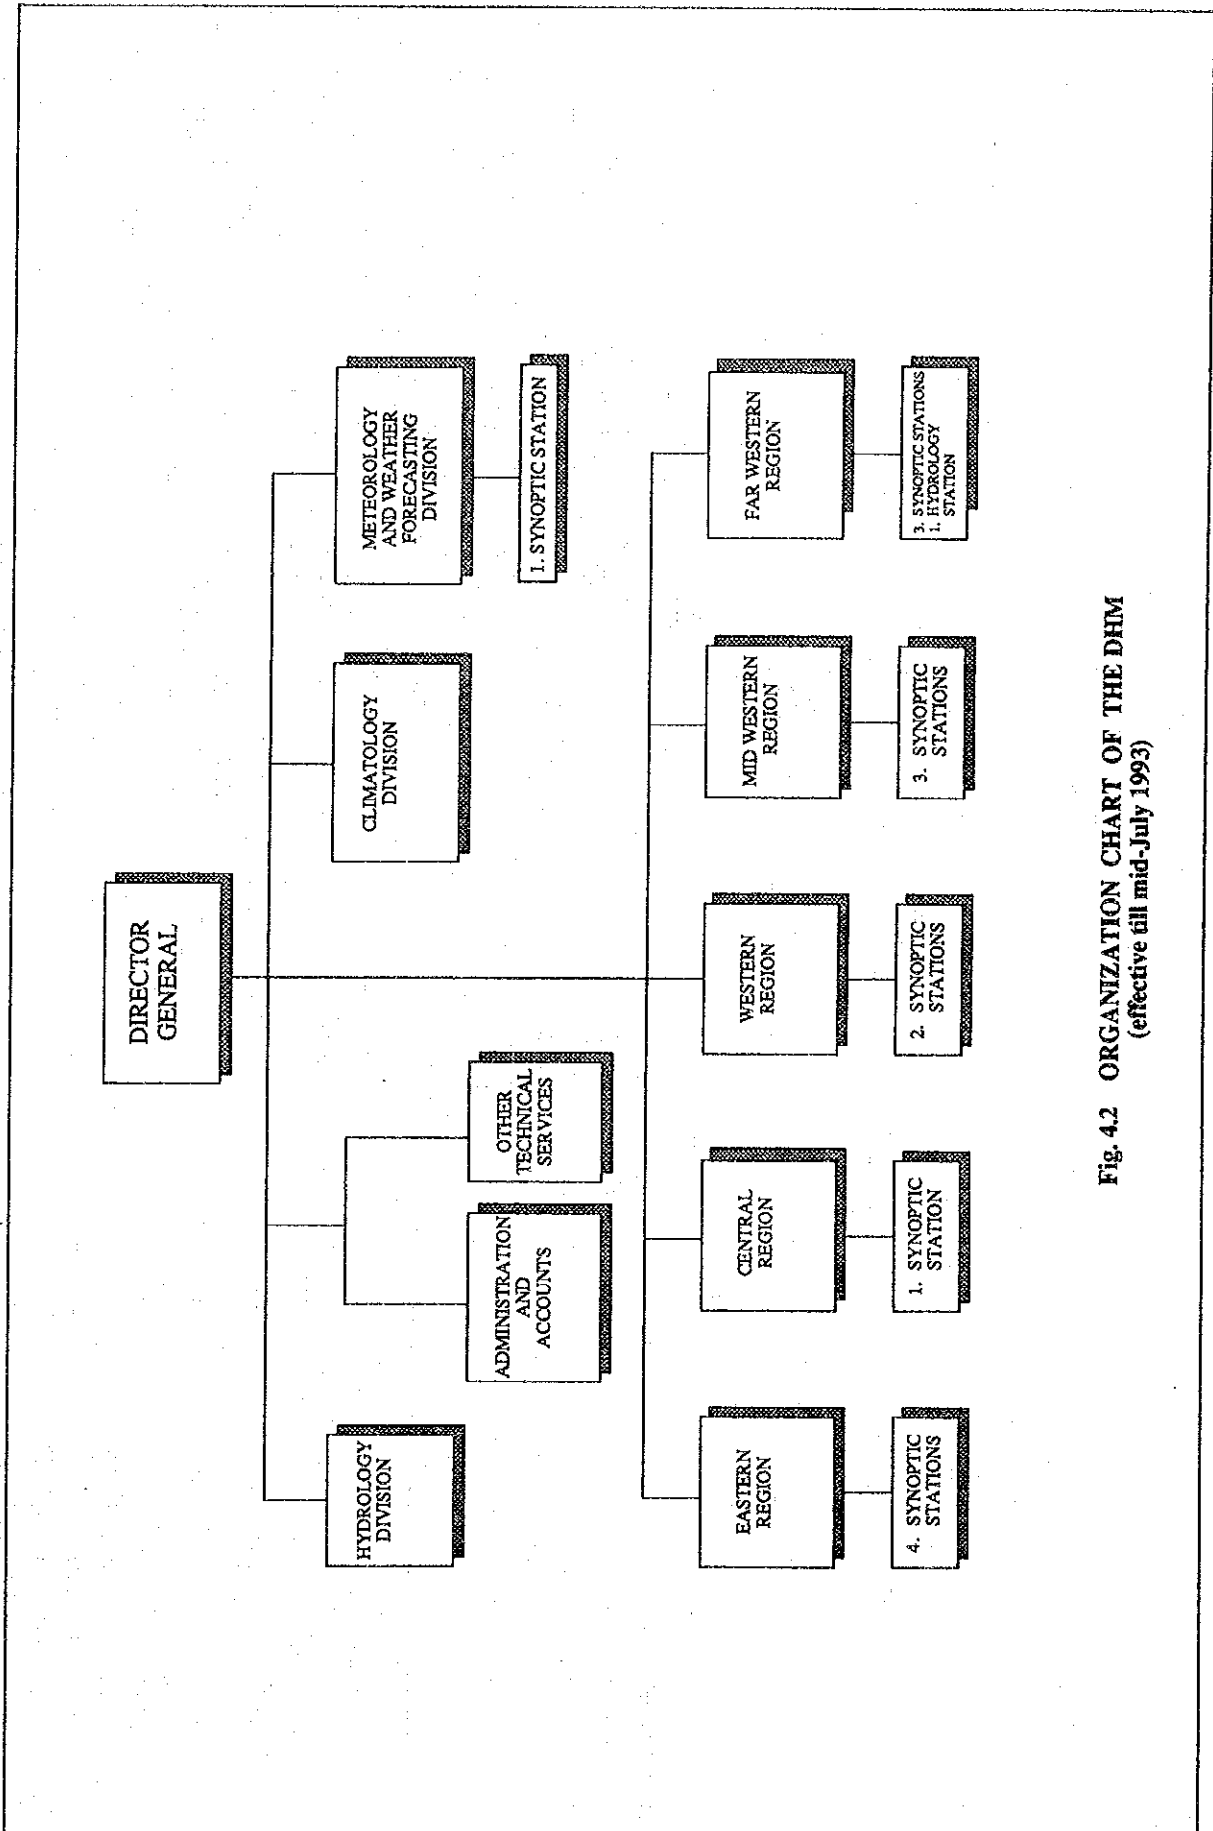 DIRECTOR
GENERAL
HYDROLOGY
DIVISION
ADMINISTRATION
AND
ACCOUNTS
OTHER
TECHNICAL
SERVICES
CLIMATOLOGY
DIVISION
METEOROLOGY
AND WEATHER
FORECASTING
DIVISION
1. SYNOPTIC STATION
EASTERN
REGION
4. SYNOPTIC
STATIONS
CENTRAL
REGION
1. SYNOPTIC
STATION
WESTERN
REGION
2. SYNOPTIC
STATIONS
MID WESTERN
REGION
3. SYNOPTIC
STATIONS
FAR WESTERN
REGION
3. SYNOPTIC STATIONS
1. HYDROLOGY
STATION
Fig. 4.2 ORGANIZATION CHART OF THE DHM
(effective till mid-July 1993)